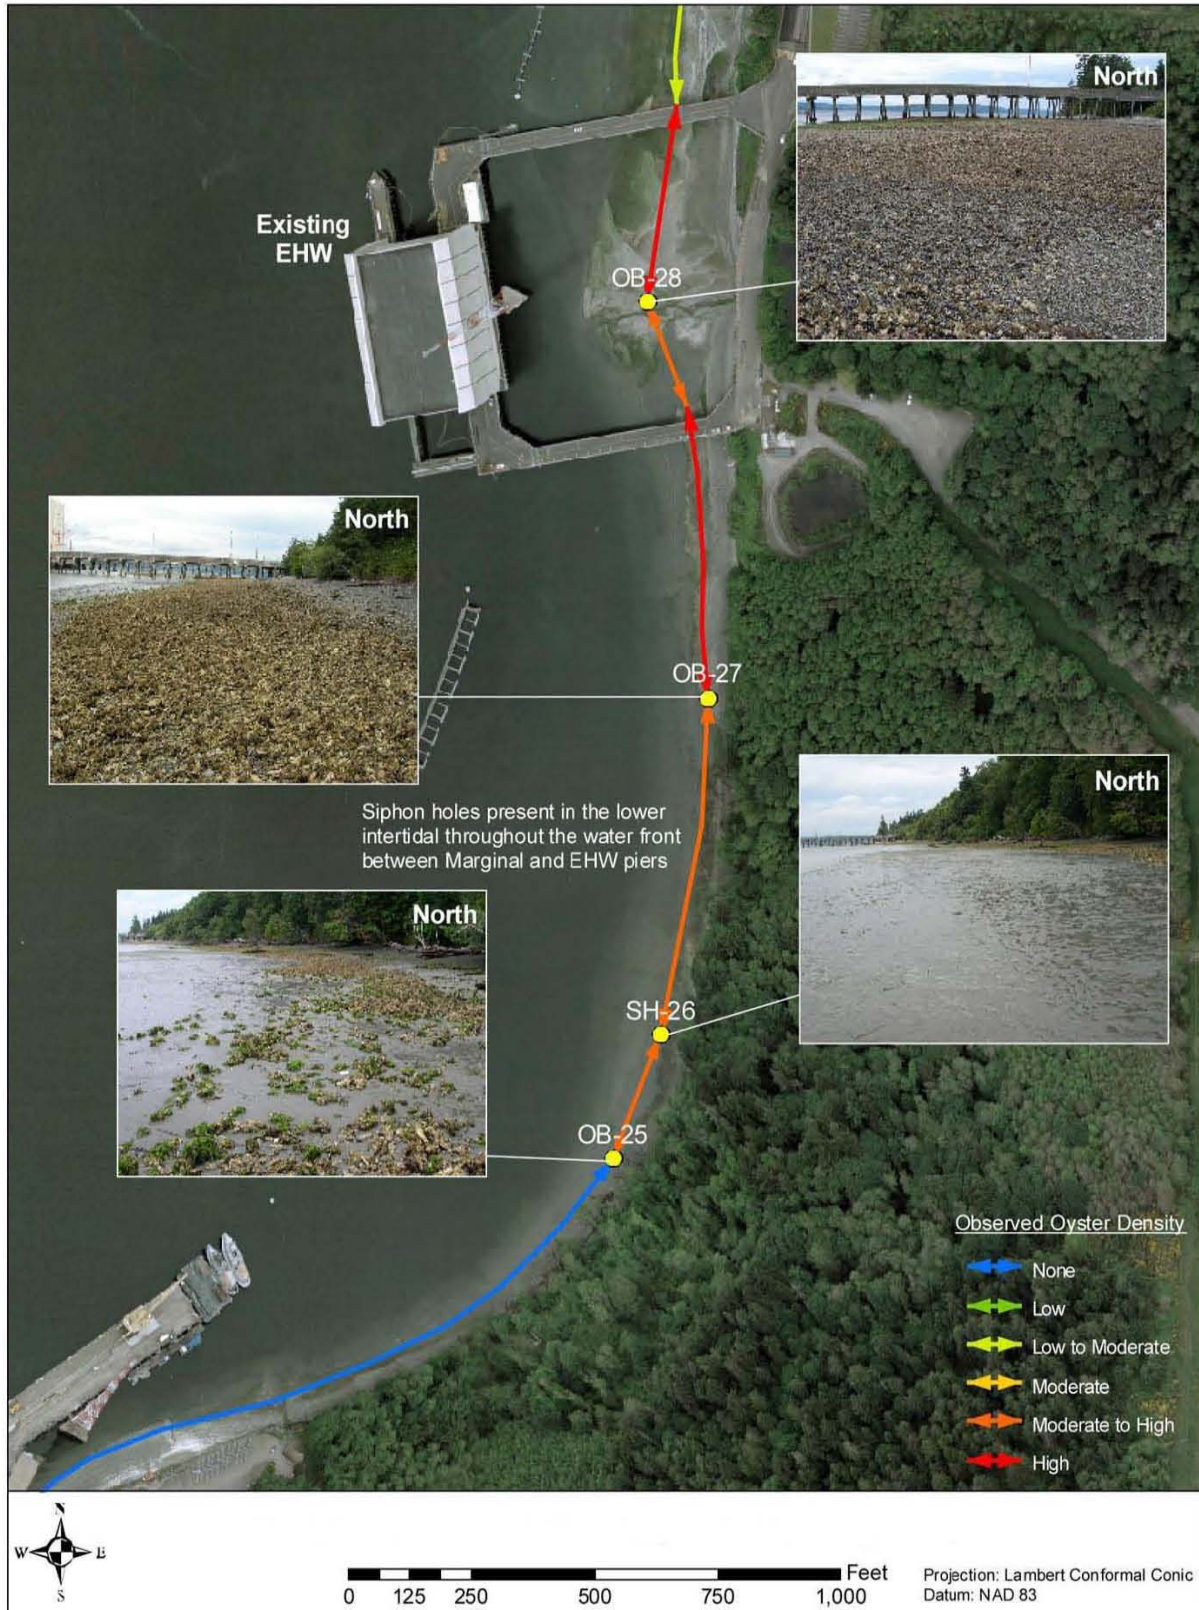 North
Existing
EHW
OB-28
North
OB-27
North
Siphon holes present in the lower
intertidal throughout the water front
between Marginal and EHW piers
North
SH-26
OB-25
Observed Oyster Density
None
Low
Low to Moderate
Moderate
Moderate to High
High
N
W E
S
Feet
0 125 250 500 750 1,000
Projection: Lambert Conformal Conic
Datum: NAD 83